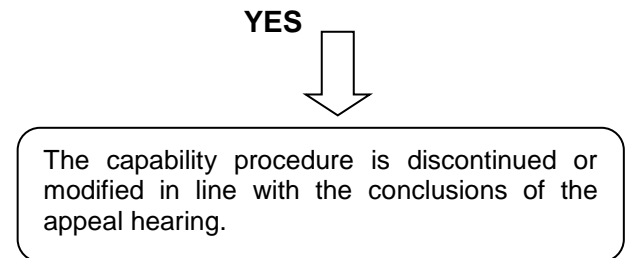 YES
The capability procedure is discontinued or
modified in line with the conclusions of the
appeal hearing.